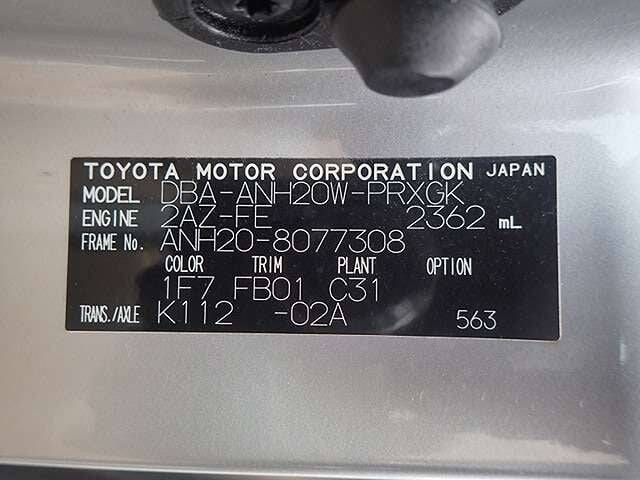 TOYOTA MOTOR CORPORATION JAPAN
MODEL DBA-ANH20W-PRXGK
ENGINE 2AZ-FE 2362 mL
FRAME No. ANH20-8077308
COLOR TRIM PLANT OPTION
1F7 FB01 C31
TRANS./AXLE K112 -02A 563